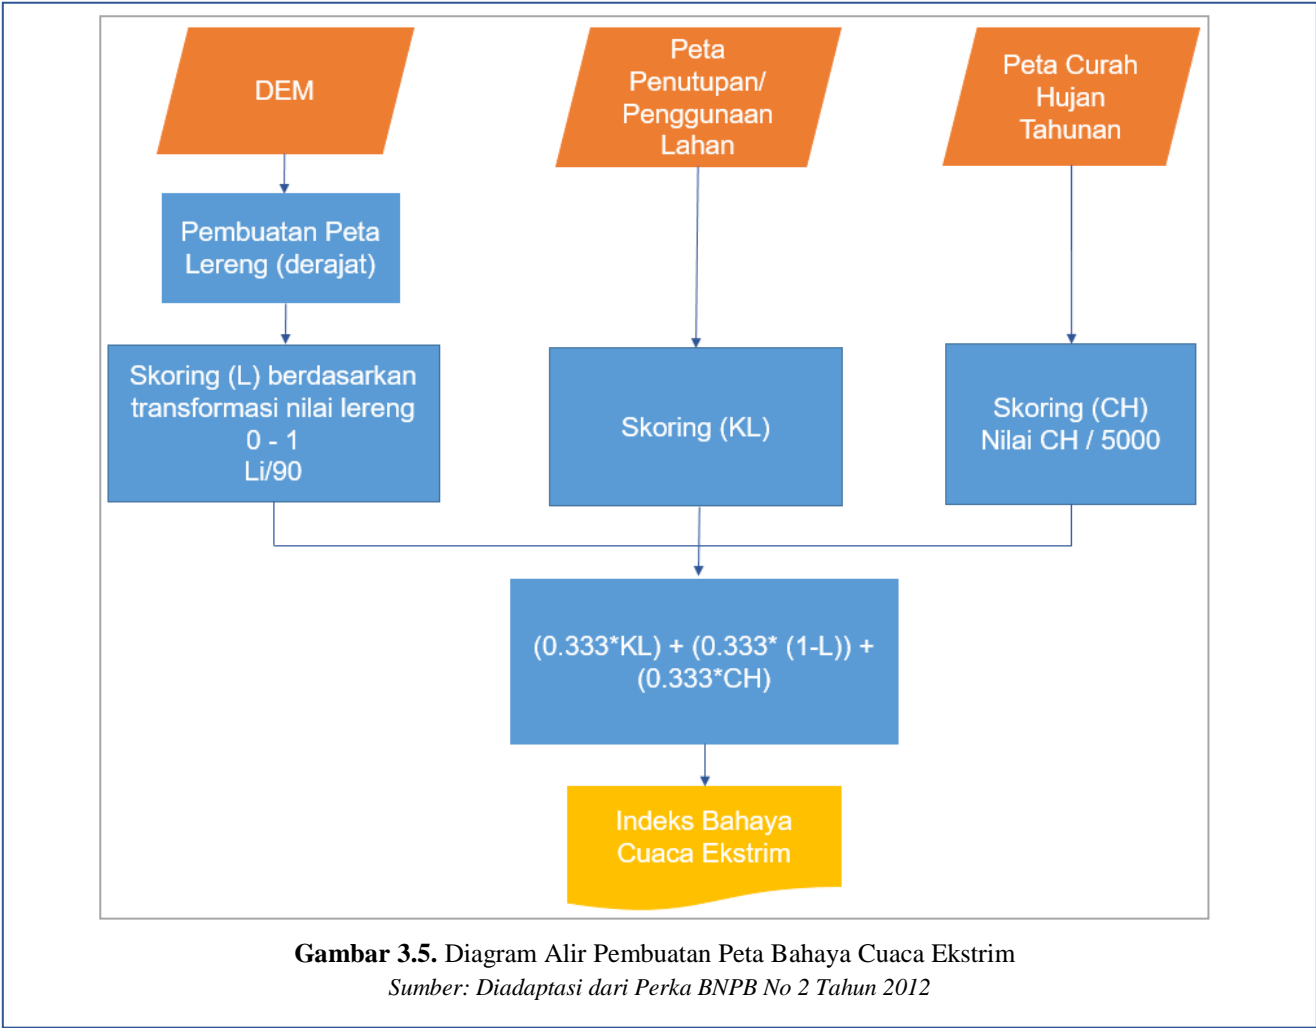 DEM
Peta
Penutupan/
Penggunaan
Lahan
Peta Curah
Hujan
Tahunan
Pembuatan Peta
Lereng (derajat)
Skoring (L) berdasarkan
transformasi nilai lereng
0 - 1
Li/90
Skoring (KL)
Skoring (CH)
Nilai CH / 5000
(0.333*KL) + (0.333* (1-L)) +
(0.333*CH)
Indeks Bahaya
Cuaca Ekstrim
Gambar 3.5. Diagram Alir Pembuatan Peta Bahaya Cuaca Ekstrim
Sumber: Diadaptasi dari Perka BNPB No 2 Tahun 2012